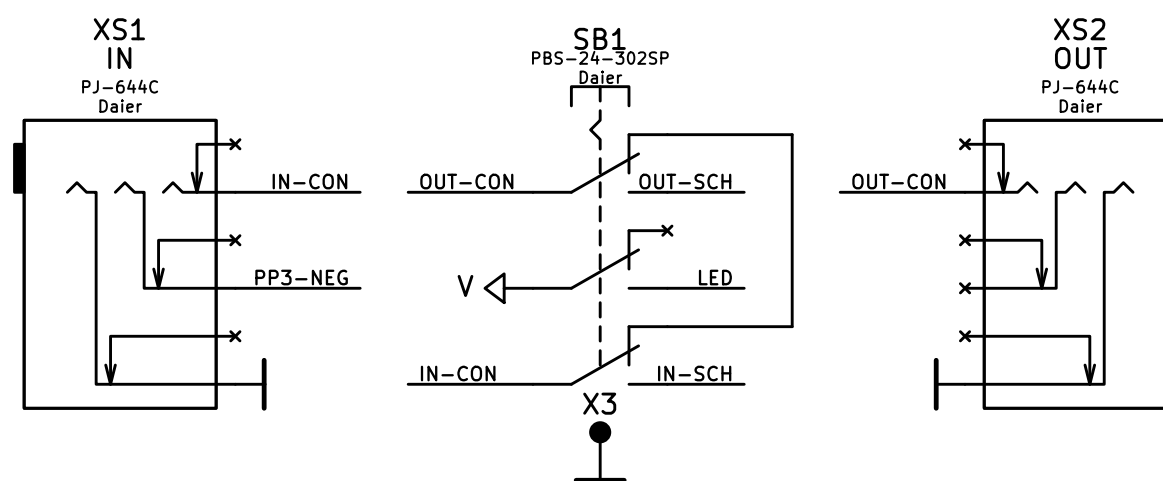 XS1
IN
PJ-644C
Daier
IN-CON
PP3-NEG
SB1
PBS-24-302SP
Daier
OUT-CON
OUT-SCH
V
LED
IN-CON
IN-SCH
X3
XS2
OUT
PJ-644C
Daier
OUT-CON